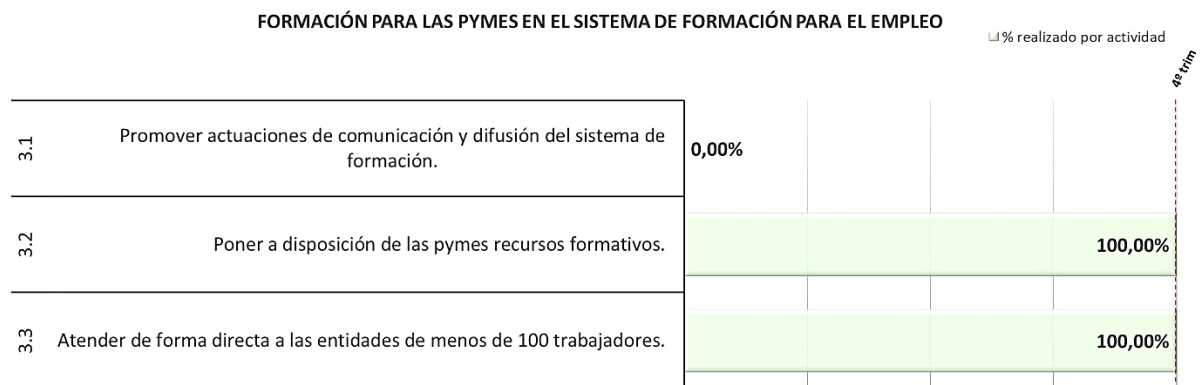 FORMACIÓN PARA LAS PYMES EN EL SISTEMA DE FORMACIÓN PARA EL EMPLEO
% realizado por actividad
4º trim
3.1
Promover actuaciones de comunicación y difusión del sistema de
formación.
0,00%
3.2
Poner a disposición de las pymes recursos formativos.
100,00%
3.3
Atender de forma directa a las entidades de menos de 100 trabajadores.
100,00%